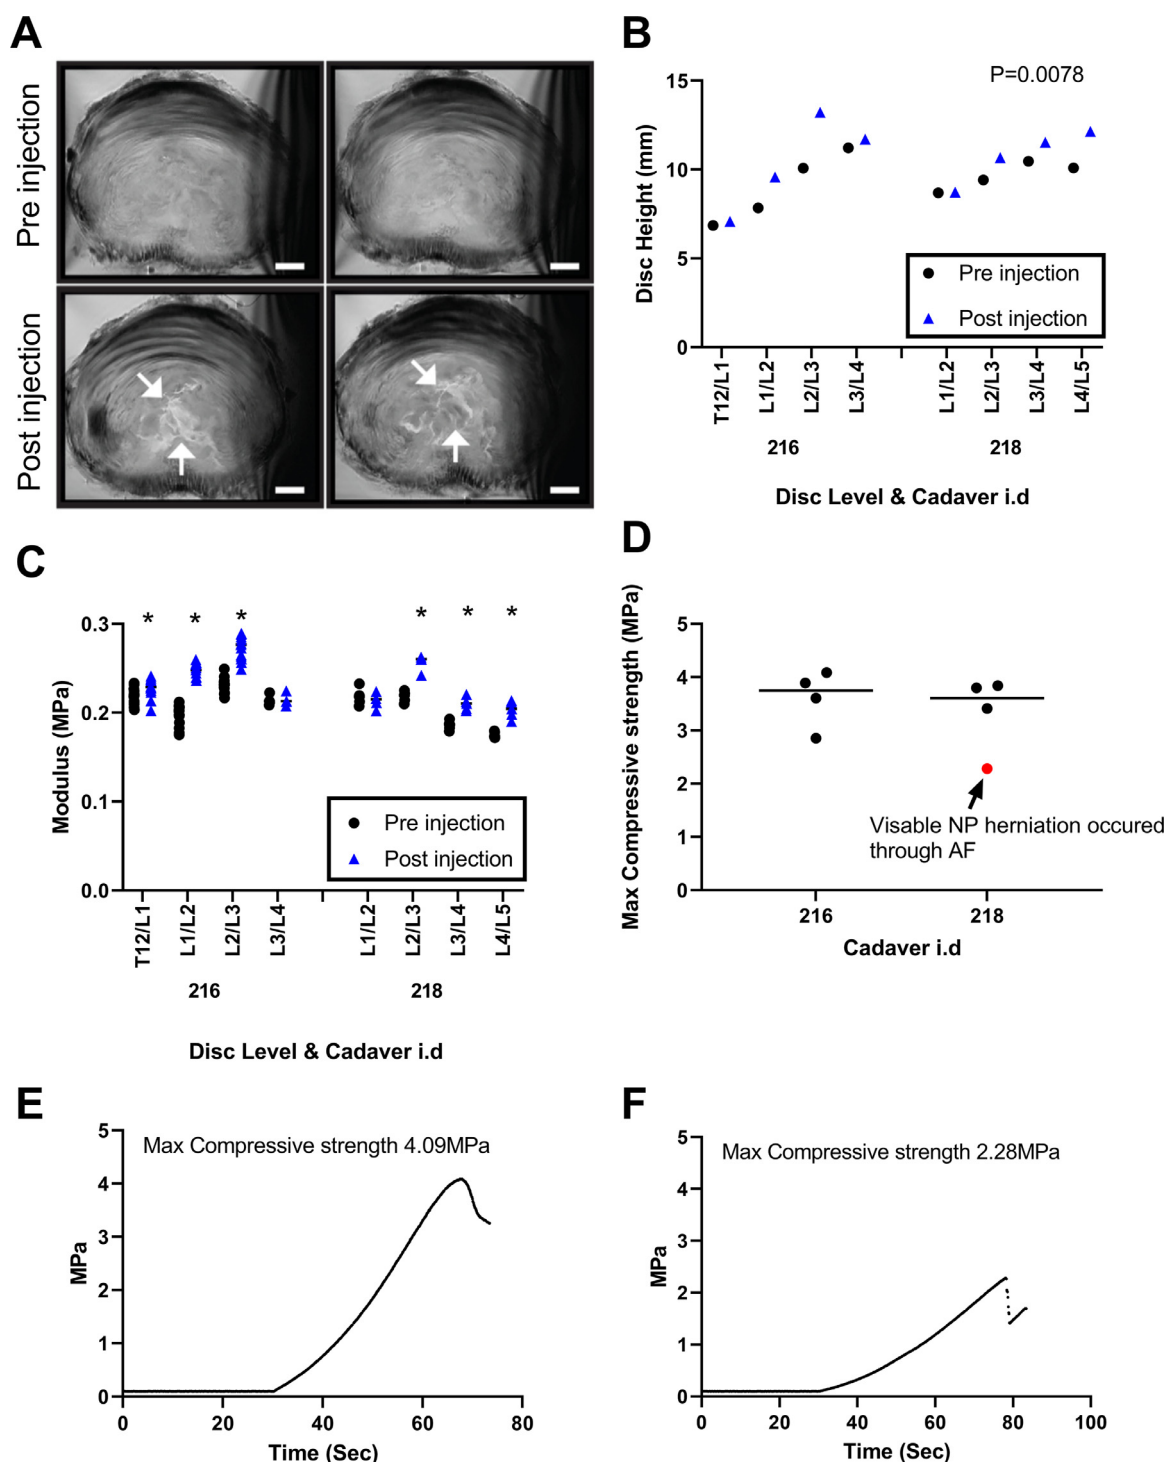 A
Pre injection
Post injection
B
P=0.0078
Disc Height (mm)
15
10
5
0
Pre injection
Post injection
T12/L1
L1/L2
L2/L3
L3/L4
L1/L2
L2/L3
L3/L4
L4/L5
216
218
Disc Level & Cadaver i.d
C
Modulus (MPa)
0.3
0.2
0.1
0.0
* * * * * *
Pre injection
Post injection
T12/L1
L1/L2
L2/L3
L3/L4
L1/L2
L2/L3
L3/L4
L4/L5
216
218
Disc Level & Cadaver i.d
D
Max Compressive strength (MPa)
5
4
3
2
1
0
Visable NP herniation occured
through AF
216
218
Cadaver i.d
E
Max Compressive strength 4.09MPa
MPa
5
4
3
2
1
0
0 20 40 60 80
Time (Sec)
F
Max Compressive strength 2.28MPa
MPa
5
4
3
2
1
0
0 20 40 60 80 100
Time (Sec)